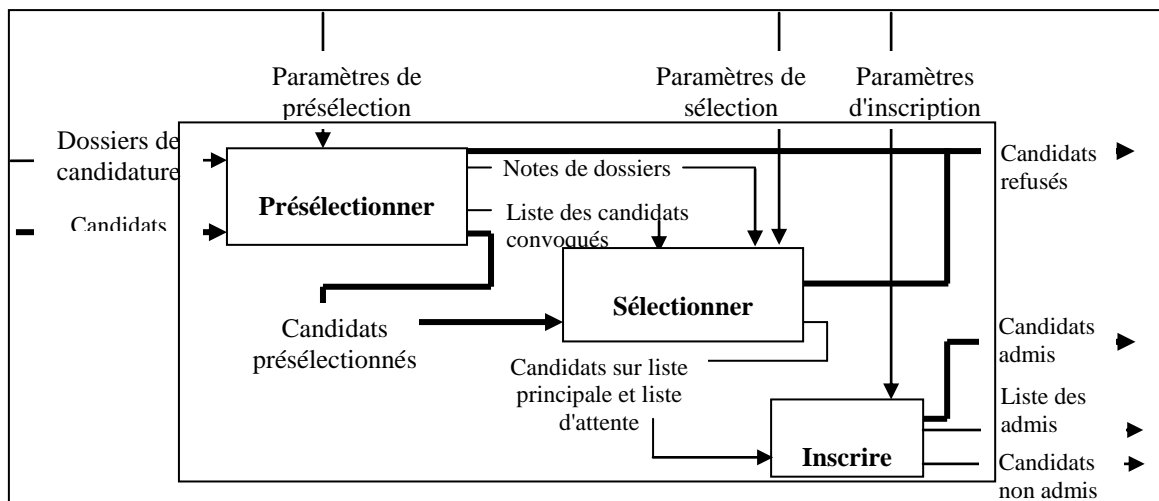 Paramètres de
présélection
Paramètres de
sélection
Paramètres
d'inscription
Dossiers de
candidature
Candidats
Présélectionner
Notes de dossiers
Liste des candidats
convoqués
Candidats
refusés
Sélectionner
Candidats
présélectionnés
Candidats sur liste
principale et liste
d'attente
Inscrire
Candidats
admis
Liste des
admis
Candidats
non admis